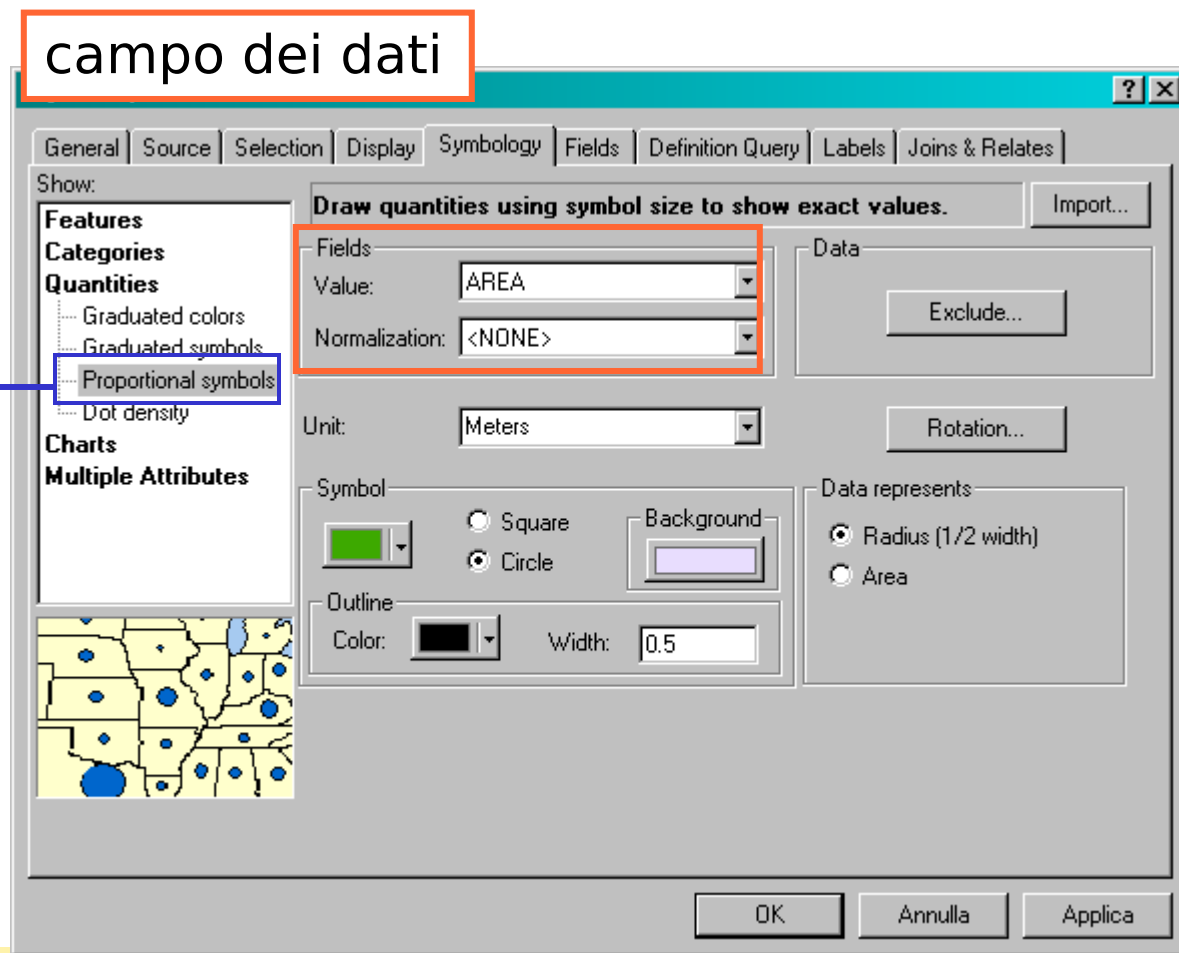 campo dei dati
?
General Source Selection Display Symbology Fields Definition Query Labels Joins & Relates
Show:
Features
Categories
Quantities
Graduated colors
Graduated symbols
Proportional symbols
Dot density
Charts
Multiple Attributes
Draw quantities using symbol size to show exact values.
Import...
Fields
Value: AREA
Normalization: <NONE>
Data
Exclude...
Unit: Meters
Rotation...
Symbol
Square
Circle
Background
Outline
Color:
Width: 0.5
Data represents
Radius (1/2 width)
Area
OK Annulla Applica